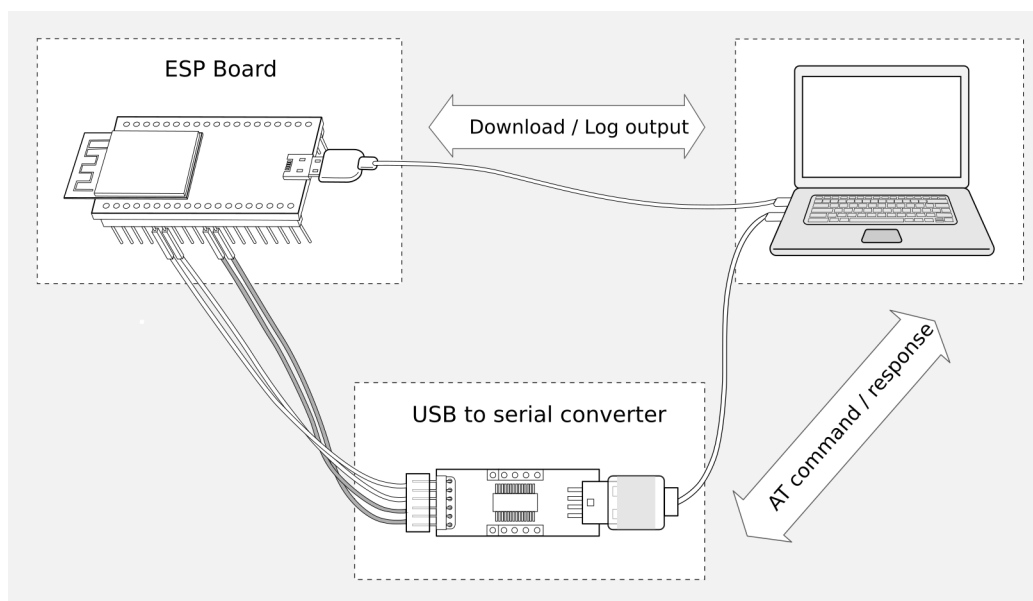 ESP Board
Download / Log output
USB to serial converter
AT command / response